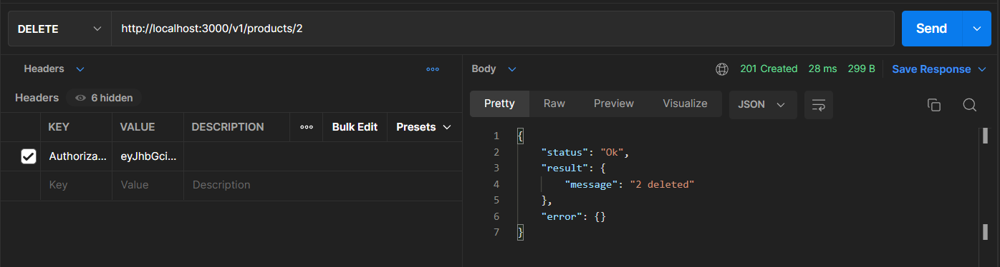 DELETE http://localhost:3000/v1/products/2 Send
Headers
Headers 6 hidden
KEY VALUE DESCRIPTION Bulk Edit Presets
Authoriza... eyJhbGci...
Key Value Description
Body 201 Created 28 ms 299 B Save Response
Pretty Raw Preview Visualize JSON
1 {
2 "status": "Ok",
3 "result": {
4 "message": "2 deleted"
5 },
6 "error": {}
7 }